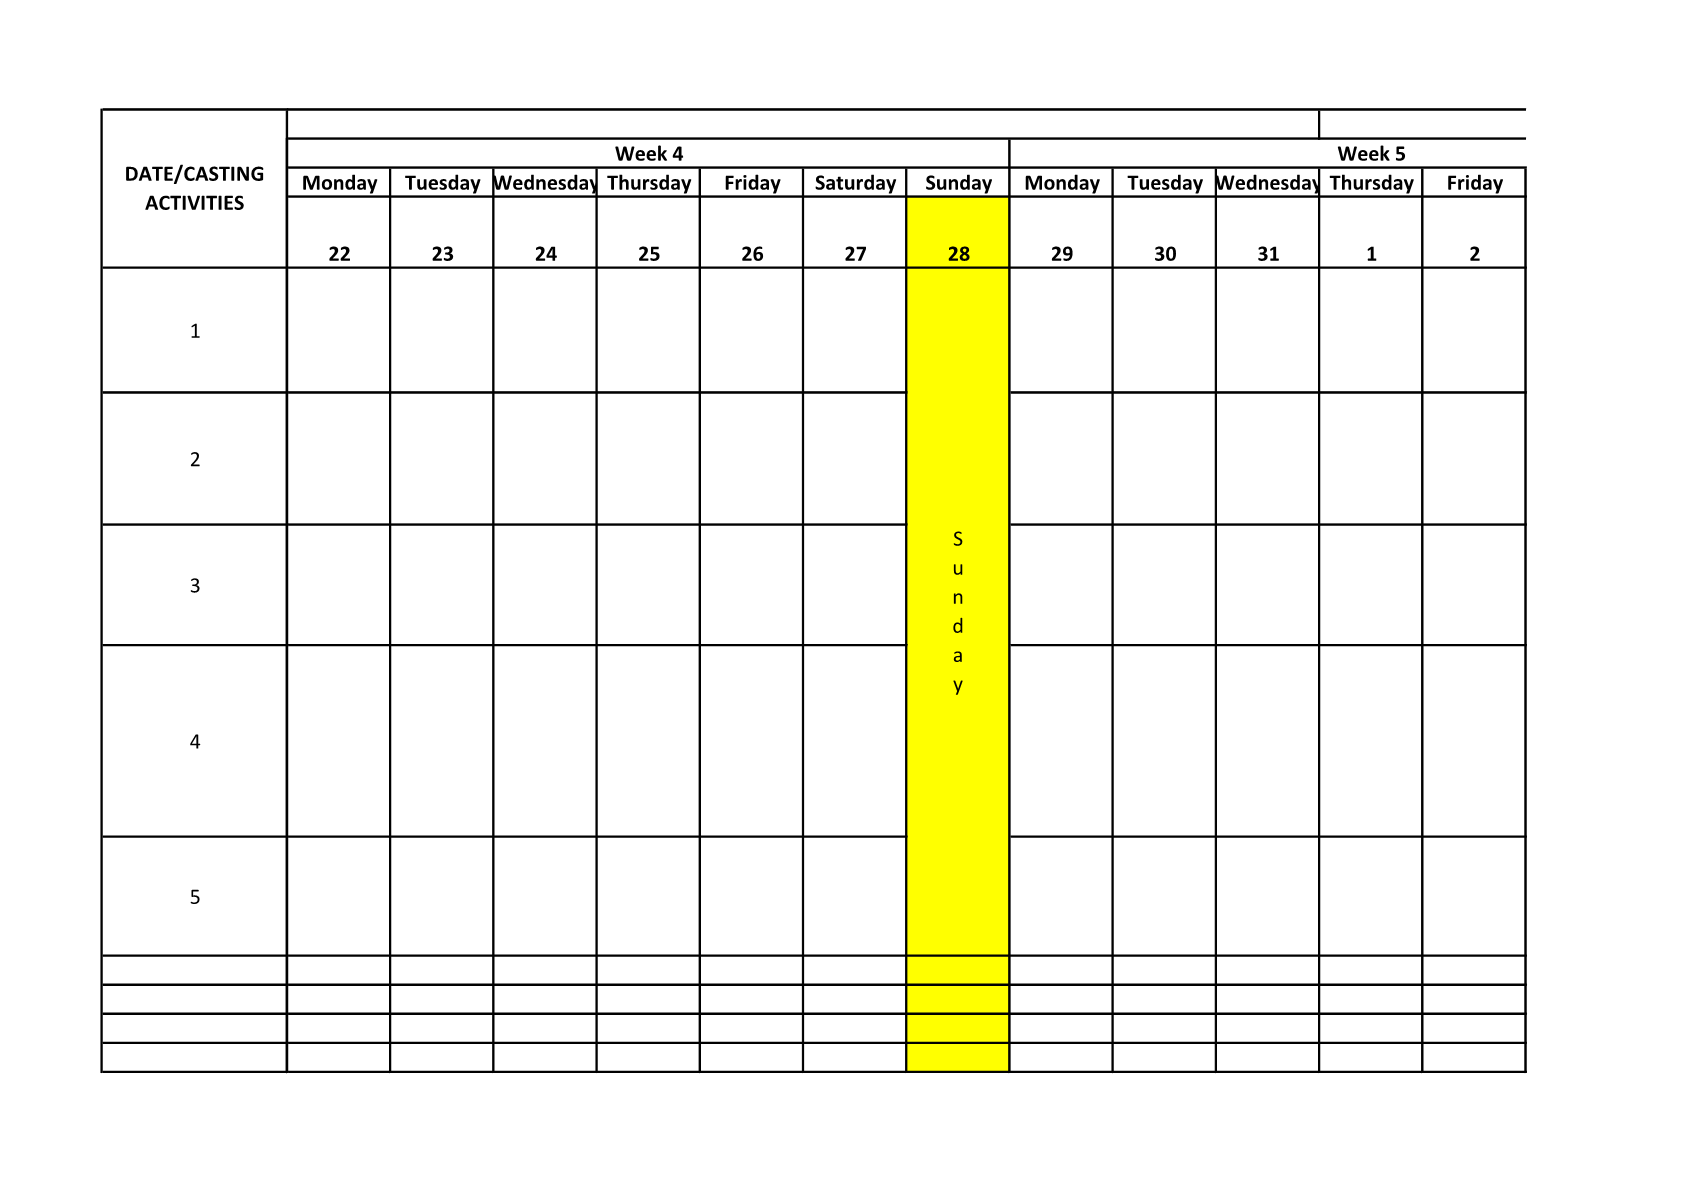 DATE/CASTING
ACTIVITIES
Week 4
Week 5
Monday Tuesday Wednesday Thursday Friday Saturday Sunday Monday Tuesday Wednesday Thursday Friday
22 23 24 25 26 27 28 29 30 31 1 2
1
2
3
4
5
S
u
n
d
a
y